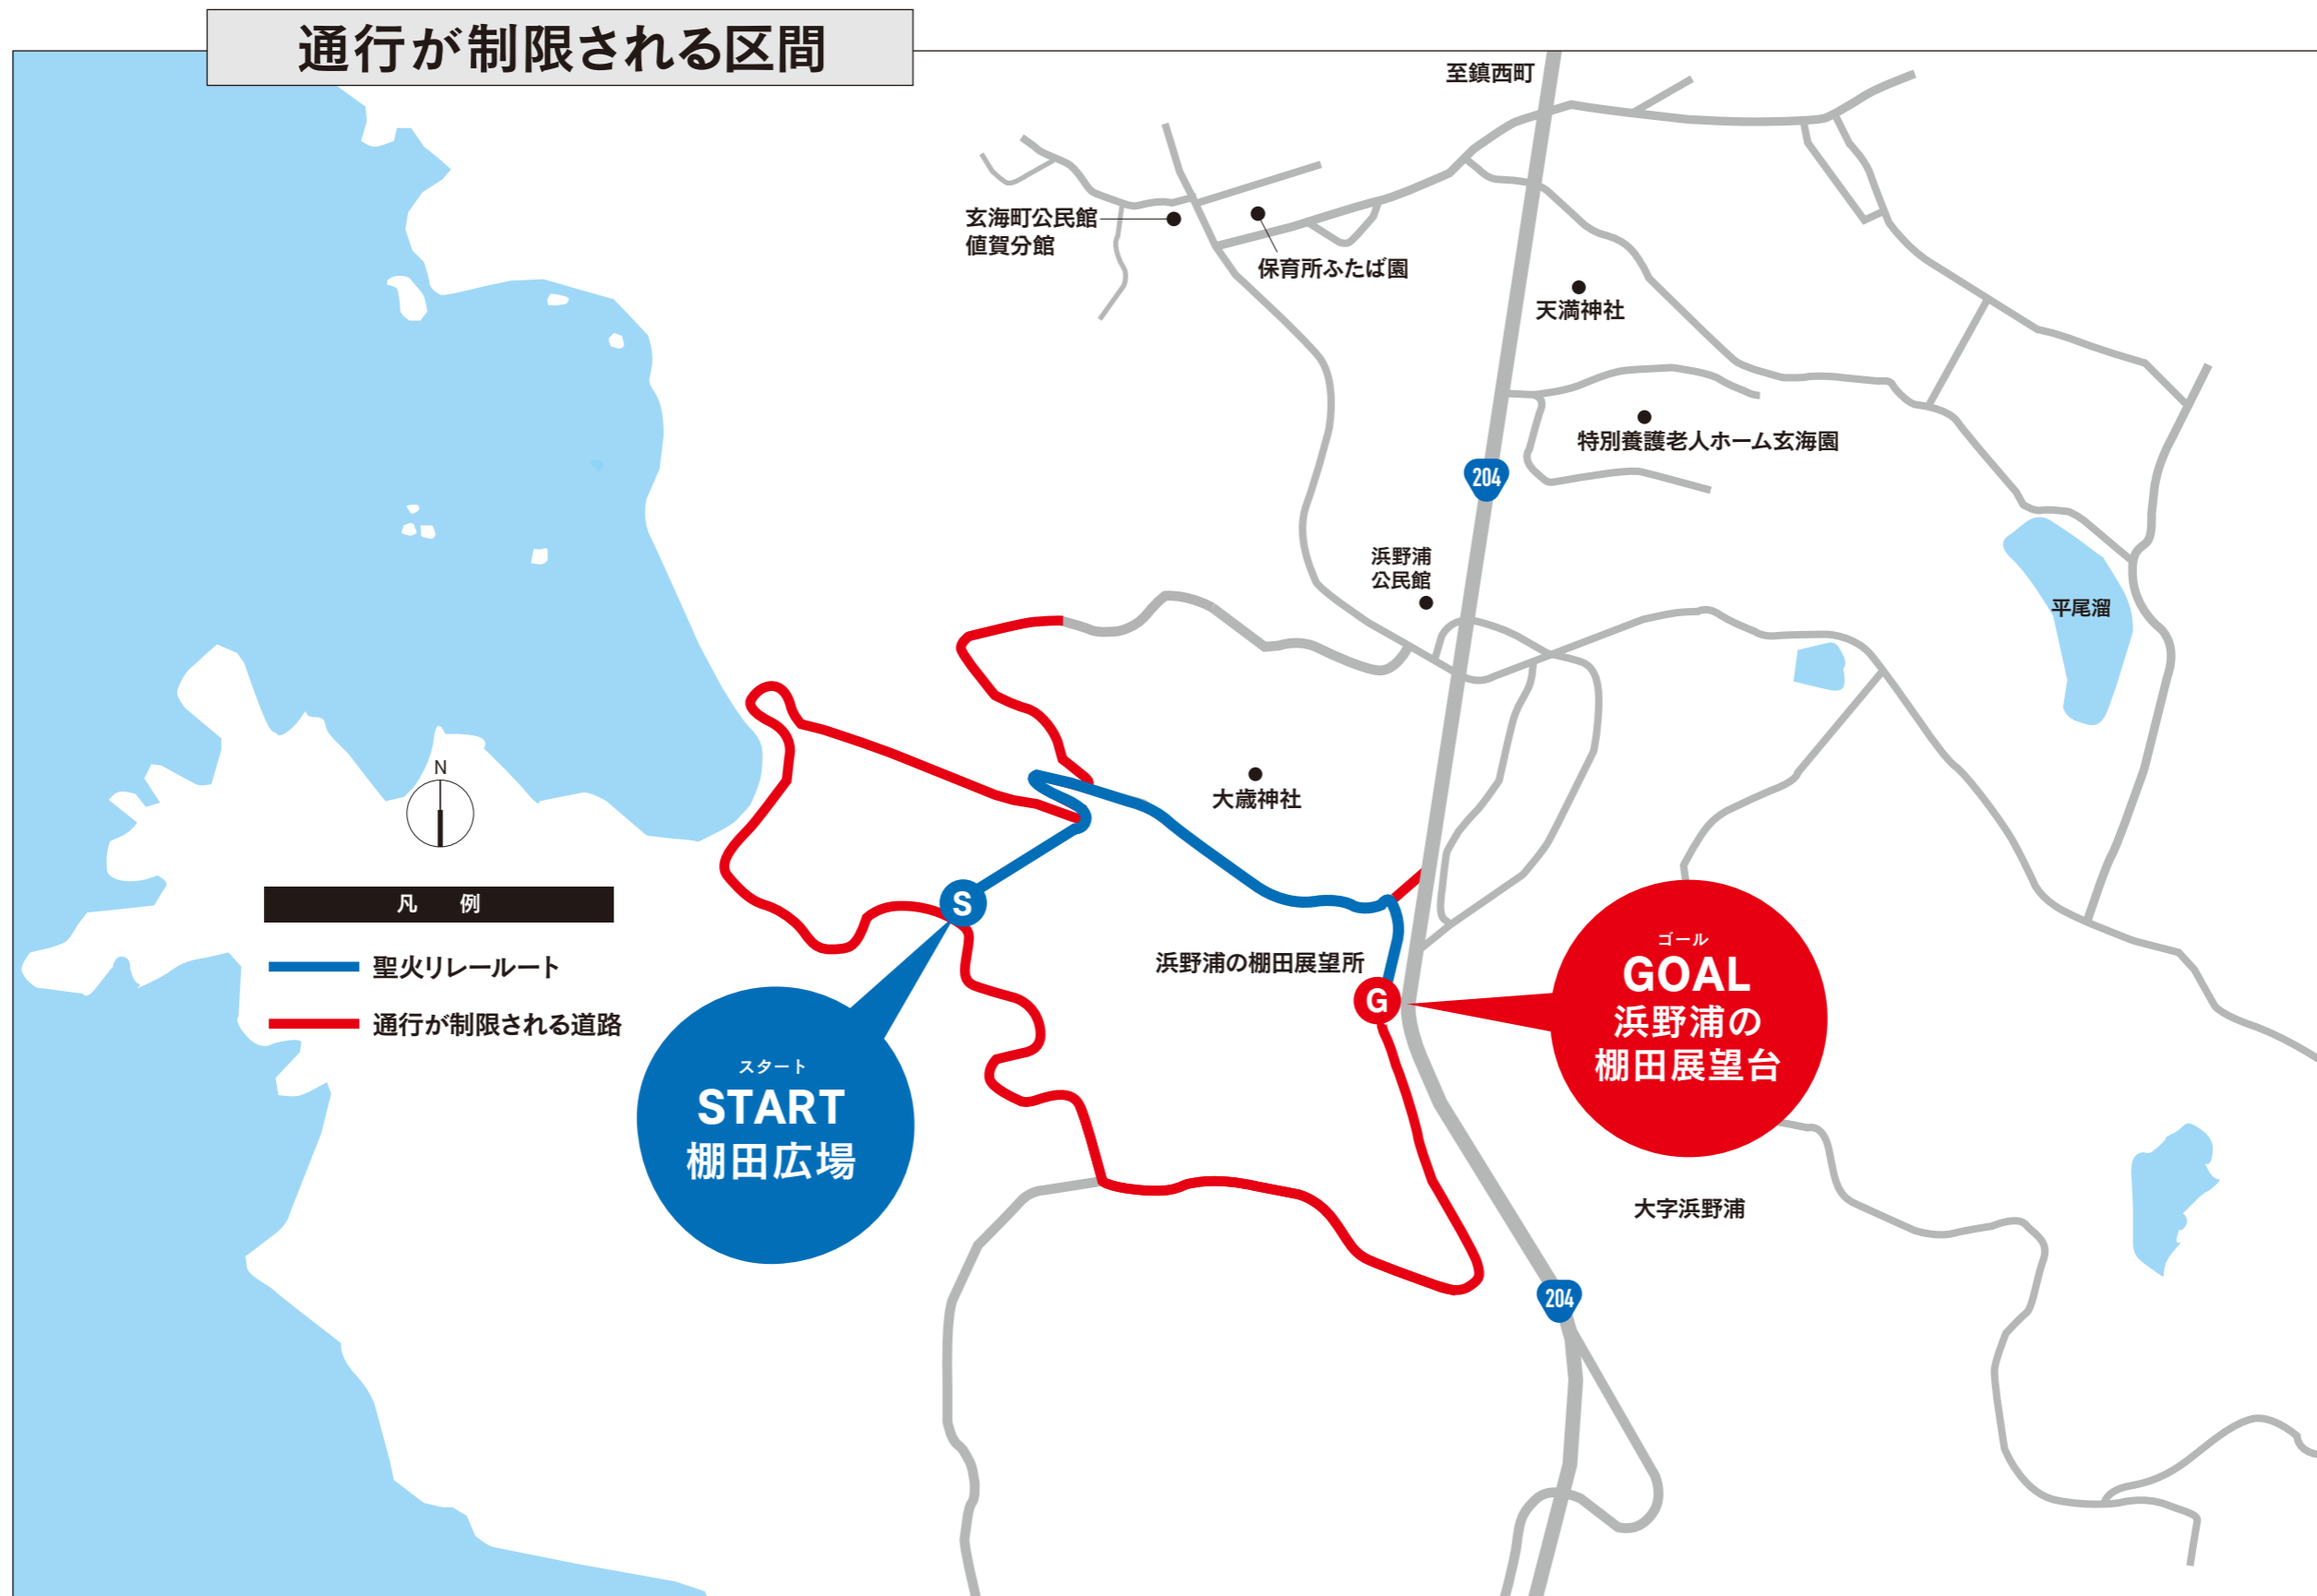 通行が制限される区間
至鎮西町
玄海町公民館
値賀分館
保育所ふたば園
天満神社
特別養護老人ホーム玄海園
204
浜野浦
公民館
平尾溜
N
大歳神社
凡 例
聖火リレールート
通行が制限される道路
S
浜野浦の棚田展望所
G
ゴール
GOAL
浜野浦の
棚田展望台
スタート
START
棚田広場
大字浜野浦
204